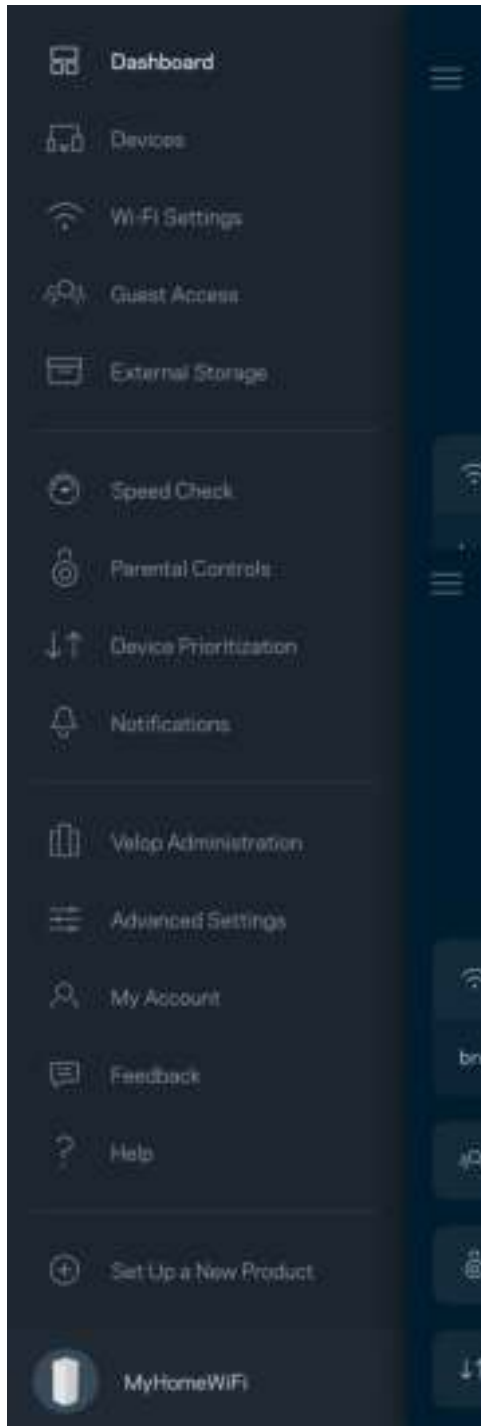 Dashboard
Devices
Wi-Fi Settings
Guest Access
External Storage
Speed Check
Parental Controls
Device Prioritization
Notifications
Velop Administration
Advanced Settings
My Account
Feedback
Help
Set Up a New Product
MyHomeWiFi